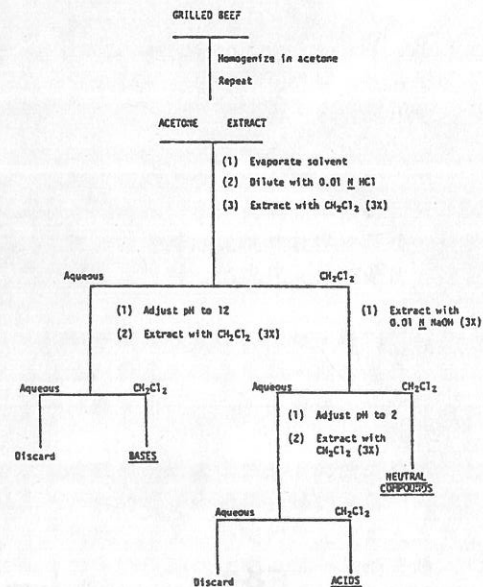 GRILLED BEEF
Homogenize in acetone
Repeat
ACETONE EXTRACT
(1) Evaporate solvent
(2) Dilute with 0.01 N HCl
(3) Extract with CH₂Cl₂ (3X)
Aqueous
CH₂Cl₂
(1) Adjust pH to 12
(2) Extract with CH₂Cl₂ (3X)
(1) Extract with
0.01 N NaOH (3X)
Aqueous
CH₂Cl₂
Aqueous
CH₂Cl₂
(1) Adjust pH to 2
(2) Extract with
CH₂Cl₂ (3X)
Discard
BASES
NEUTRAL
COMPOUNDS
Aqueous
CH₂Cl₂
Discard
ACIDS